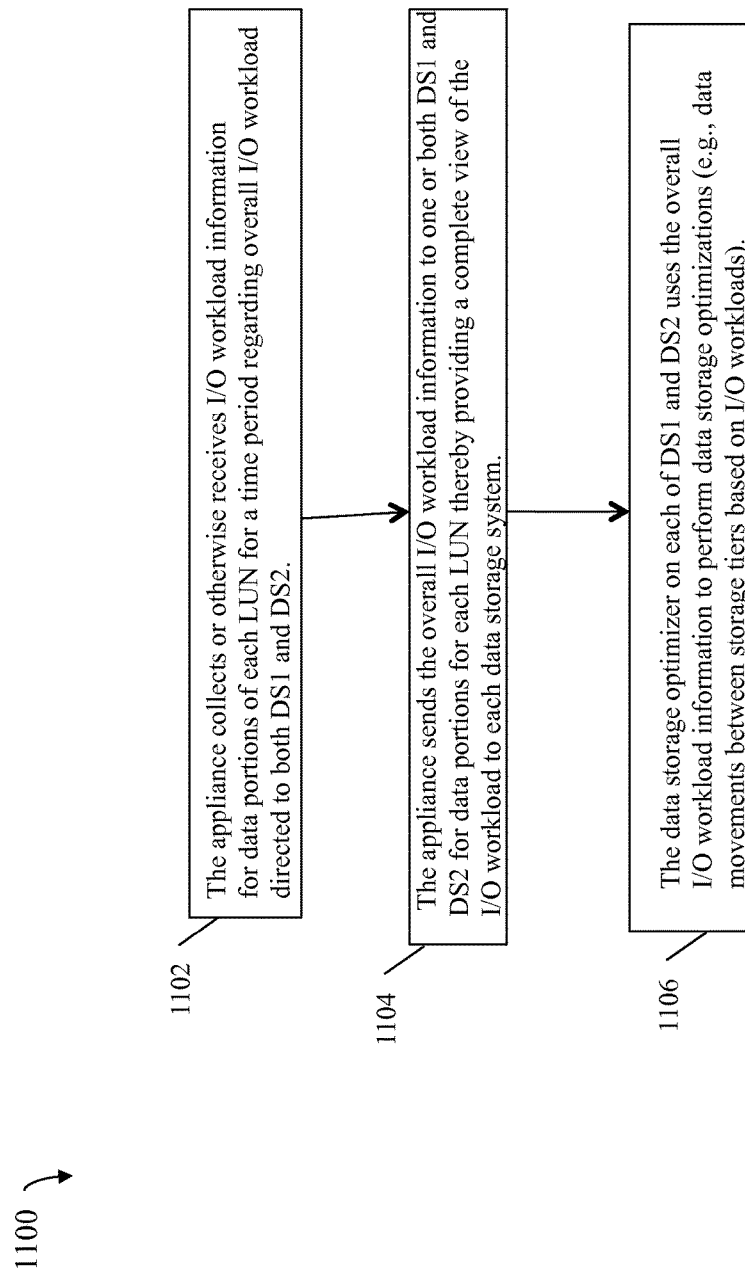 1100
1102
The appliance collects or otherwise receives I/O workload information
for data portions of each LUN for a time period regarding overall I/O workload
directed to both DS1 and DS2.
1104
The appliance sends the overall I/O workload information to one or both DS1 and
DS2 for data portions for each LUN thereby providing a complete view of the
I/O workload to each data storage system.
1106
The data storage optimizer on each of DS1 and DS2 uses the overall
I/O workload information to perform data storage optimizations (e.g., data
movements between storage tiers based on I/O workloads).